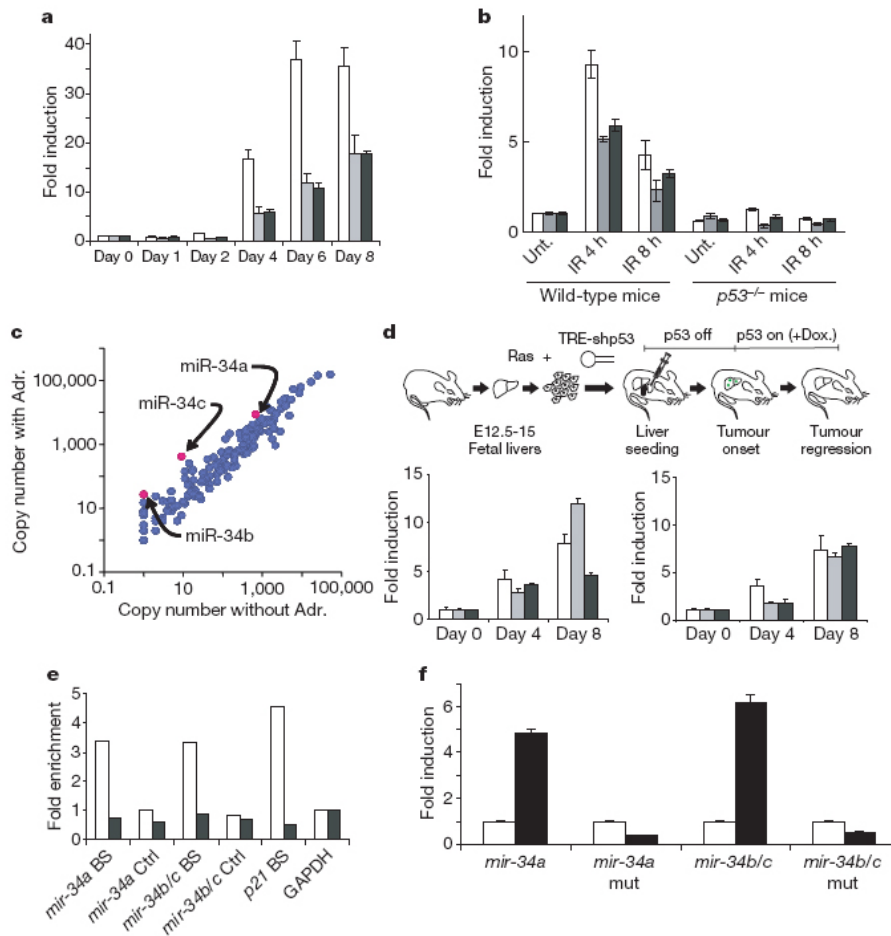 a
Fold induction
40
30
20
10
0
Day 0 Day 1 Day 2 Day 4 Day 6 Day 8
b
Fold induction
10
5
0
Unt. IR 4 h IR 8 h Unt. IR 4 h IR 8 h
Wild-type mice p53–/– mice
c
Copy number with Adr.
100,000
1,000
10
0.1
miR-34a
miR-34c
miR-34b
0.1 10 1,000 100,000
Copy number without Adr.
d
TRE-shp53
Ras +
p53 off p53 on (+Dox.)
E12.5-15 Liver Tumour Tumour
Fetal livers seeding onset regression
Fold induction
15
10
5
0
Day 0 Day 4 Day 8
Fold induction
15
10
5
0
Day 0 Day 4 Day 8
e
Fold enrichment
5
4
3
2
1
0
mir-34a BS mir-34a Ctrl mir-34b/c BS mir-34b/c Ctrl p21 BS GAPDH
f
Fold induction
6
4
2
0
mir-34a mir-34a mir-34b/c mir-34b/c
mut mut